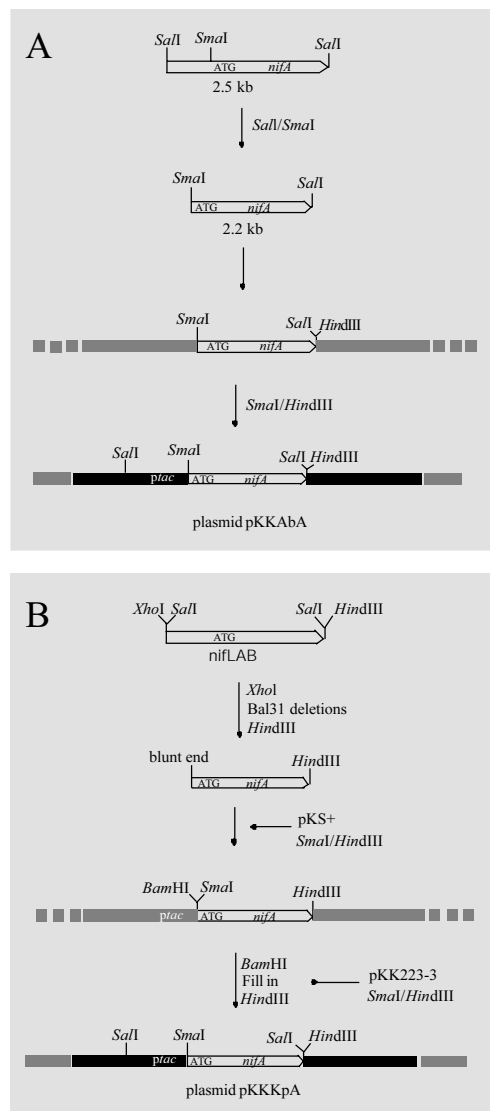 A
SalI SmaI SalI
ATG nifA
2.5 kb
SalI/SmaI
SmaI SalI
ATG nifA
2.2 kb
SmaI SalI HindIII
ATG nifA
SmaI/HindIII
SalI SmaI SalI HindIII
ptac ATG nifA
plasmid pKKAbA
B
XhoI SalI SalI HindIII
ATG
nifLAB
XhoI
Bal31 deletions
HindIII
blunt end HindIII
ATG nifA
pKS+
SmaI/HindIII
BamHI SmaI HindIII
ptac ATG nifA
BamHI
Fill in
HindIII
pKK223-3
SmaI/HindIII
SalI SmaI SalI HindIII
ptac ATG nifA
plasmid pKKKpA